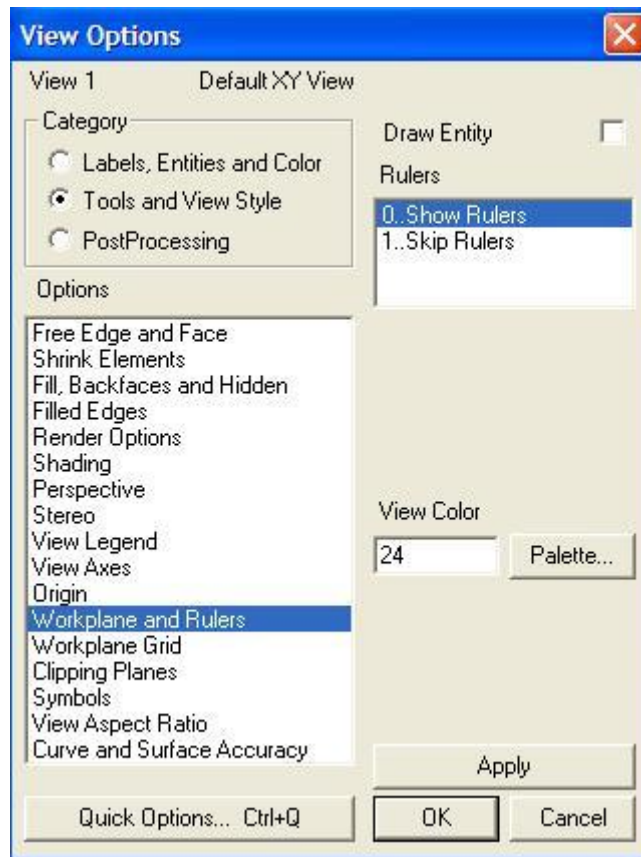 View Options
View 1 Default XY View
Category
Labels, Entities and Color
Tools and View Style
PostProcessing
Draw Entity
Rulers
0..Show Rulers
1..Skip Rulers
Options
Free Edge and Face
Shrink Elements
Fill, Backfaces and Hidden
Filled Edges
Render Options
Shading
Perspective
Stereo
View Legend
View Axes
Origin
Workplane and Rulers
Workplane Grid
Clipping Planes
Symbols
View Aspect Ratio
Curve and Surface Accuracy
View Color
24 Palette...
Apply
Quick Options... Ctrl+Q OK Cancel